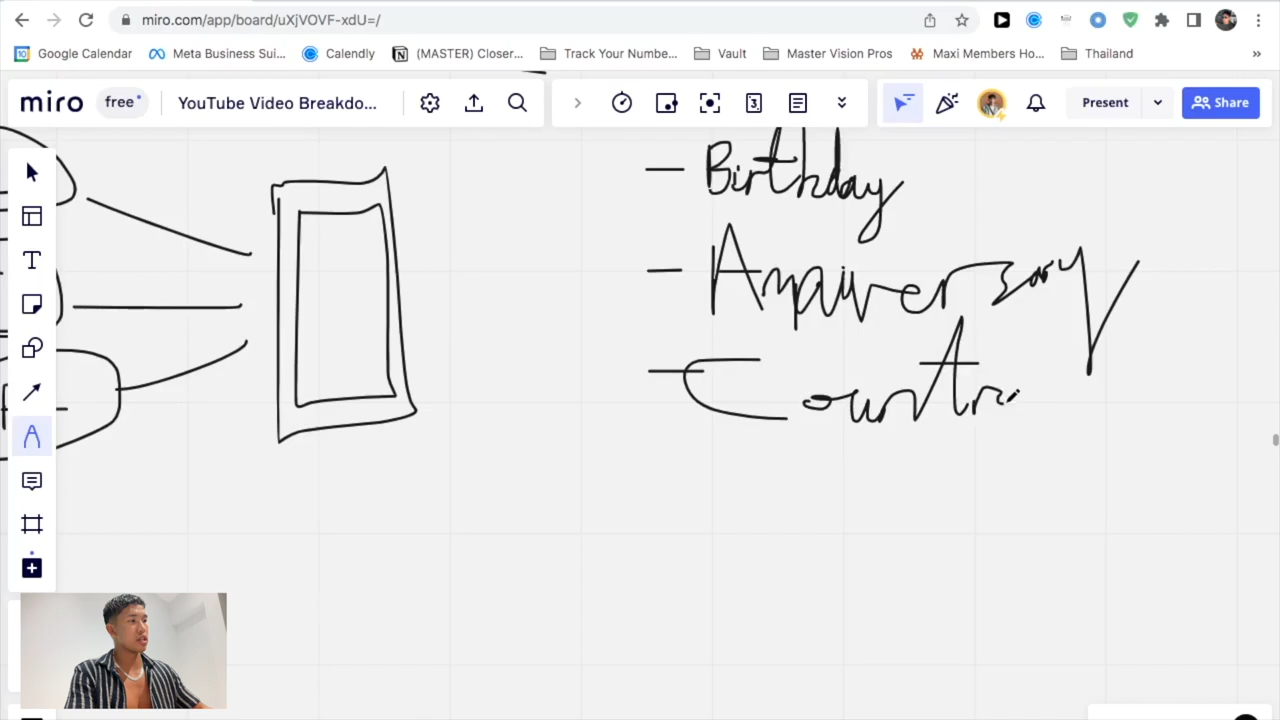 miro.com/app/board/uXjVOVF-xdU=/
Google Calendar
Meta Business Sui...
Calendly
(MASTER) Closer...
Track Your Numbe...
Vault
Master Vision Pros
Maxi Members Ho...
Thailand
»
miro
free
YouTube Video Breakdo...
3
Present
Share
- Birthday
- Anniversary
- Countr